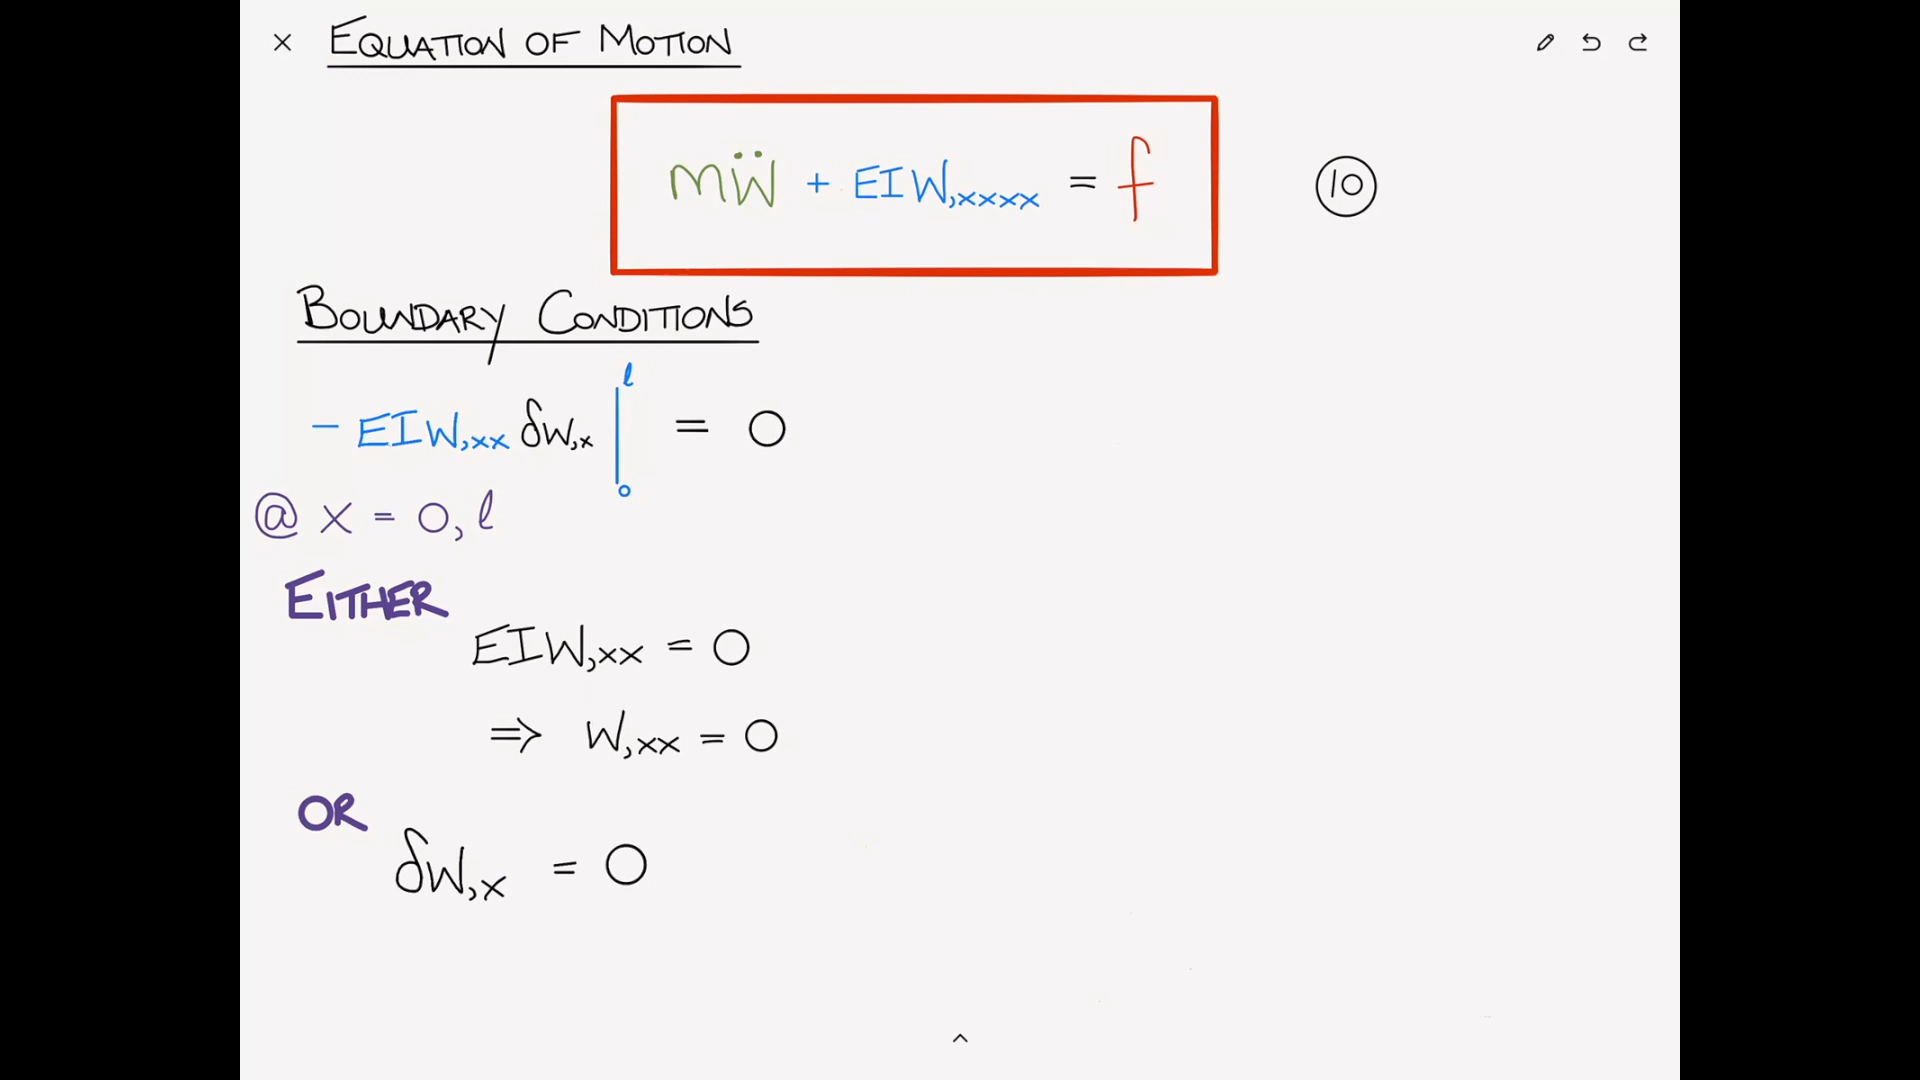 EQUATION OF MOTION
mẅ + EIw,xxxx = f
10
BOUNDARY CONDITIONS
- EIw,xx δw,x |₀ˡ = 0
@ x = 0, l
EITHER
EIw,xx = 0
⇒ w,xx = 0
OR
δw,x = 0